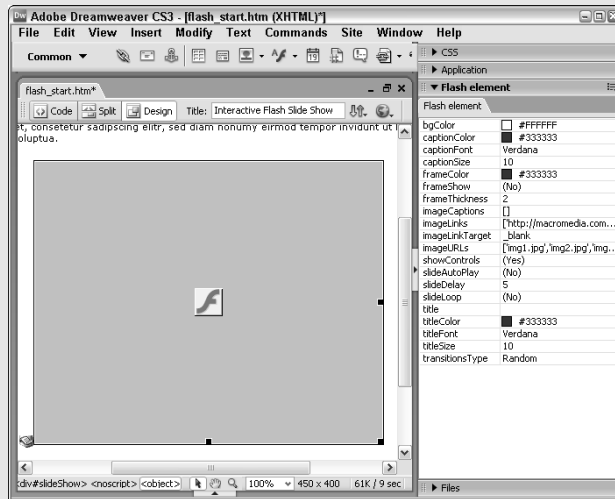 Dw Adobe Dreamweaver CS3 - [flash_start.htm (XHTML)*]
File Edit View Insert Modify Text Commands Site Window Help
Common
flash_start.htm*
Code Split Design Title: Interactive Flash Slide Show
et, consetetur sadipscing elitr, sed diam nonumy eirmod tempor invidunt ut l
oluptua.
<div#slideShow> <noscript> <object> 100% 450 x 400 61K / 9 sec
CSS
Application
Flash element
Flash element
bgColor #FFFFFF
captionColor #333333
captionFont Verdana
captionSize 10
frameColor #333333
frameShow (No)
frameThickness 2
imageCaptions []
imageLinks ['http://macromedia.com...
imageLinkTarget _blank
imageURLs ['img1.jpg','img2.jpg','img...
showControls (Yes)
slideAutoPlay (No)
slideDelay 5
slideLoop (No)
title
titleColor #333333
titleFont Verdana
titleSize 10
transitionsType Random
Files